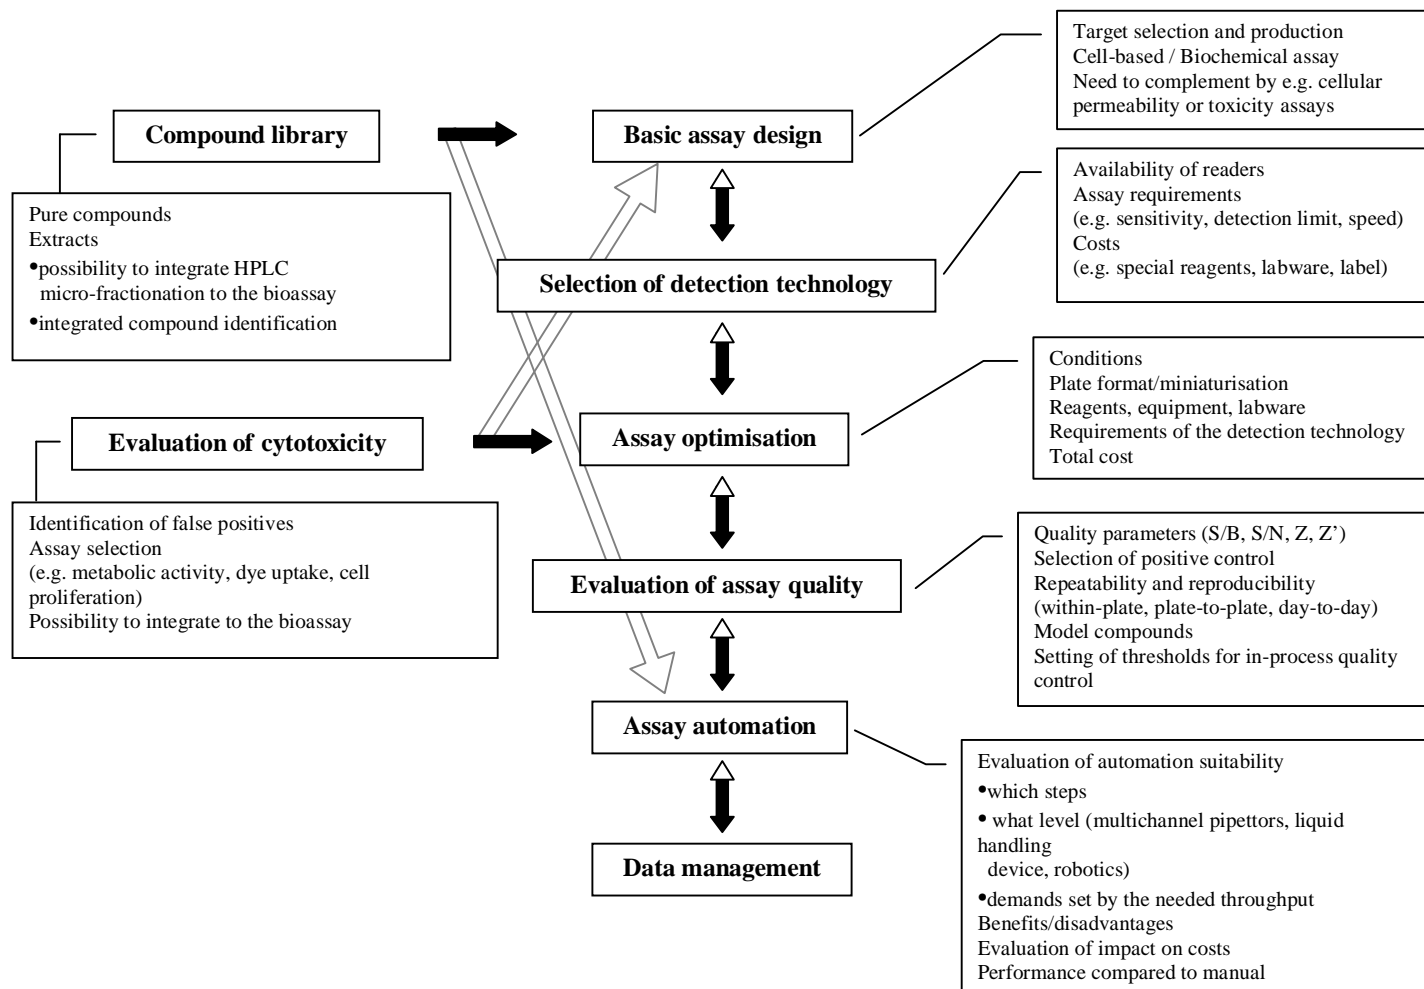 Target selection and production
Cell-based / Biochemical assay
Need to complement by e.g. cellular
permeability or toxicity assays
Compound library
Basic assay design
Pure compounds
Extracts
•possibility to integrate HPLC
micro-fractionation to the bioassay
•integrated compound identification
Availability of readers
Assay requirements
(e.g. sensitivity, detection limit, speed)
Costs
(e.g. special reagents, labware, label)
Selection of detection technology
Conditions
Plate format/miniaturisation
Reagents, equipment, labware
Requirements of the detection technology
Total cost
Evaluation of cytotoxicity
Assay optimisation
Identification of false positives
Assay selection
(e.g. metabolic activity, dye uptake, cell
proliferation)
Possibility to integrate to the bioassay
Quality parameters (S/B, S/N, Z, Z’)
Selection of positive control
Repeatability and reproducibility
(within-plate, plate-to-plate, day-to-day)
Model compounds
Setting of thresholds for in-process quality
control
Evaluation of assay quality
Assay automation
Evaluation of automation suitability
•which steps
• what level (multichannel pipettors, liquid
handling
device, robotics)
•demands set by the needed throughput
Benefits/disadvantages
Evaluation of impact on costs
Performance compared to manual
Data management